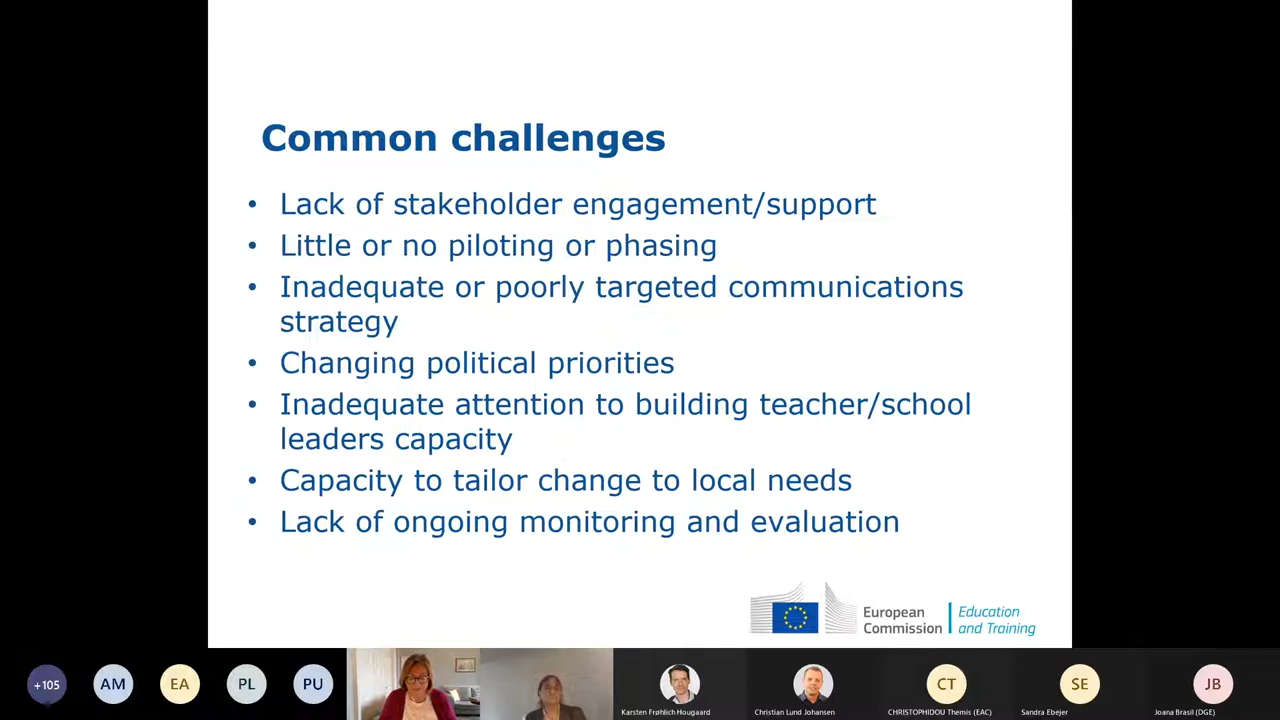 Common challenges
• Lack of stakeholder engagement/support
• Little or no piloting or phasing
• Inadequate or poorly targeted communications
strategy
• Changing political priorities
• Inadequate attention to building teacher/school
leaders capacity
• Capacity to tailor change to local needs
• Lack of ongoing monitoring and evaluation
European
Commission
Education
and Training
+105
AM
EA
PL
PU
Karsten Frøhlich Hougaard
Christian Lund Johansen
CT
CHRISTOPHIDOU Themis (EAC)
SE
Sandra Ebejer
JB
Joana Brasil (DGE)